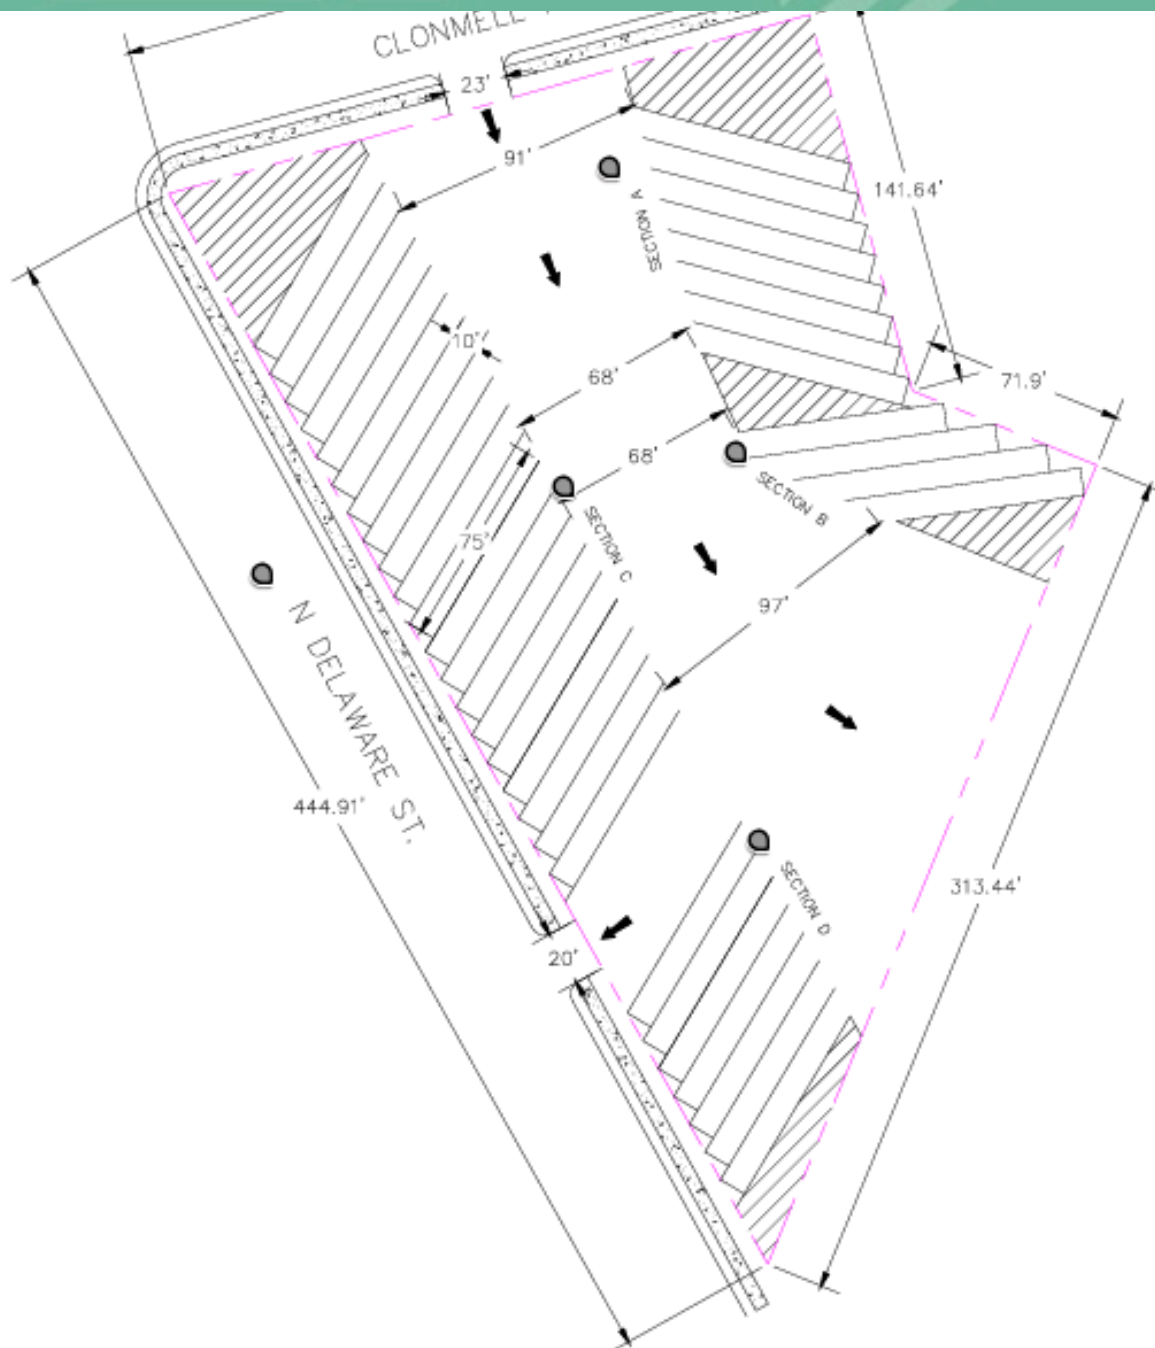 CLONMELL
23'
91'
141.64'
SECTION A
10'
68'
71.9'
68'
SECTION B
75'
SECTION C
97'
N DELAWARE ST.
444.91'
SECTION D
313.44'
20'